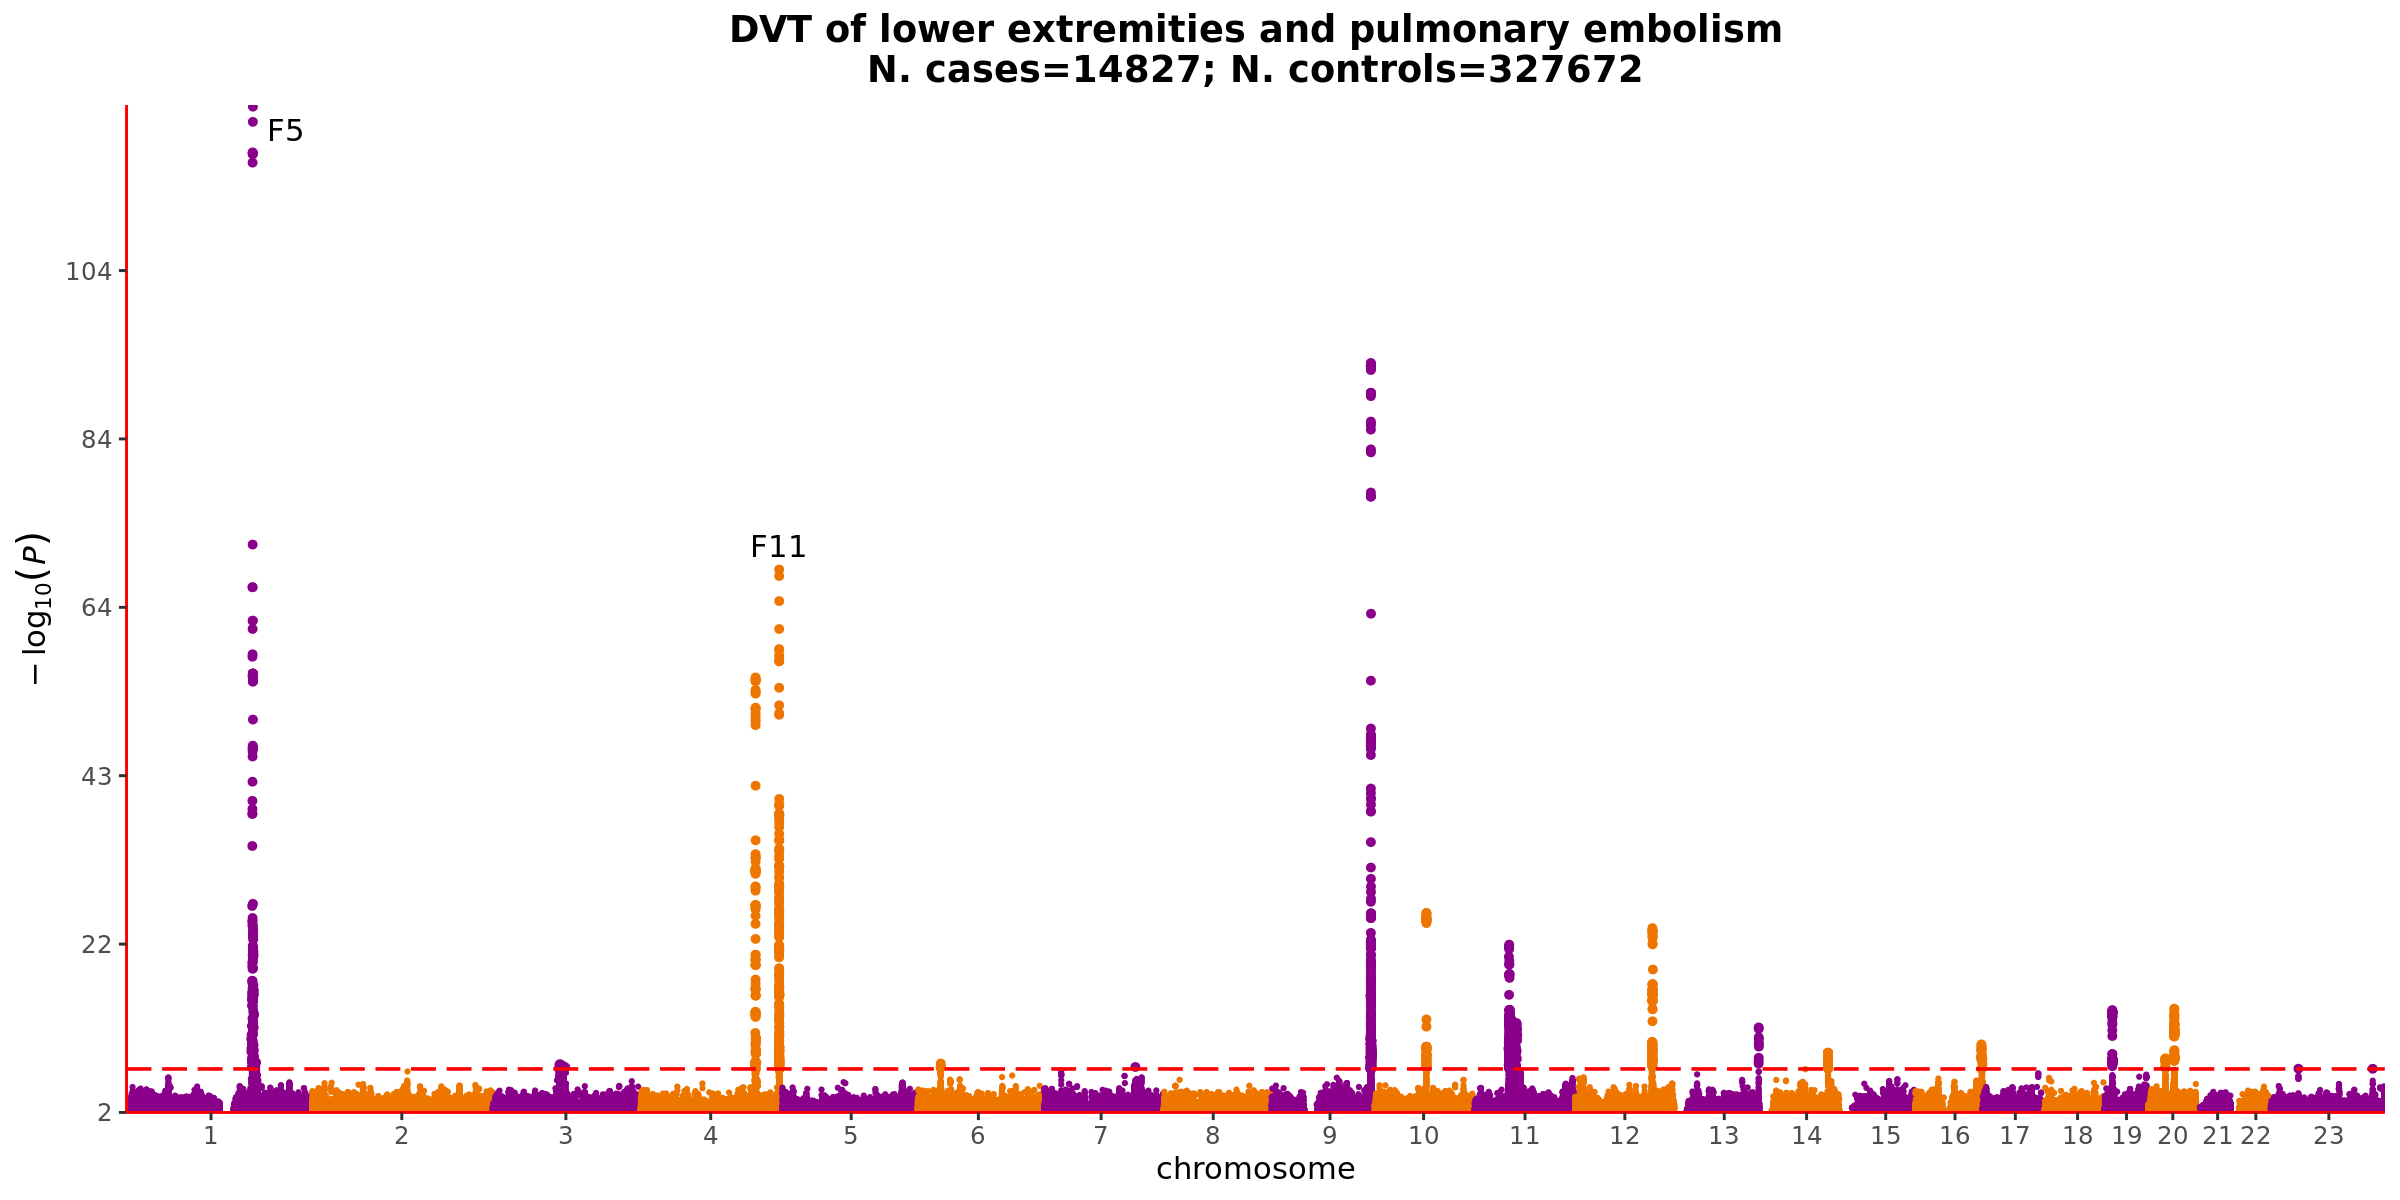 DVT of lower extremities and pulmonary embolism
N. cases=14827; N. controls=327672
F5
104
84
F11
−log10(P)
64
43
22
2
1 2 3 4 5 6 7 8 9 10 11 12 13 14 15 16 17 18 19 20 21 22 23
chromosome